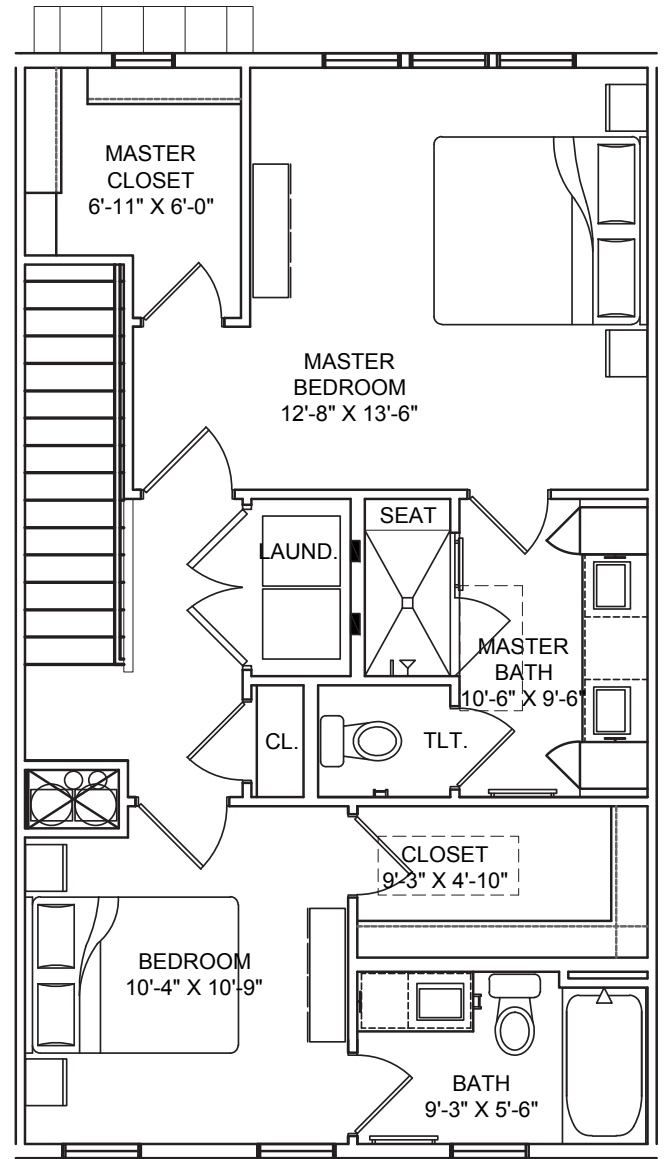 MASTER
CLOSET
6'-11" X 6'-0"
MASTER
BEDROOM
12'-8" X 13'-6"
SEAT
LAUND.
MASTER
BATH
10'-6" X 9'-6"
CL.
TLT.
CLOSET
9'-3" X 4'-10"
BEDROOM
10'-4" X 10'-9"
BATH
9'-3" X 5'-6"